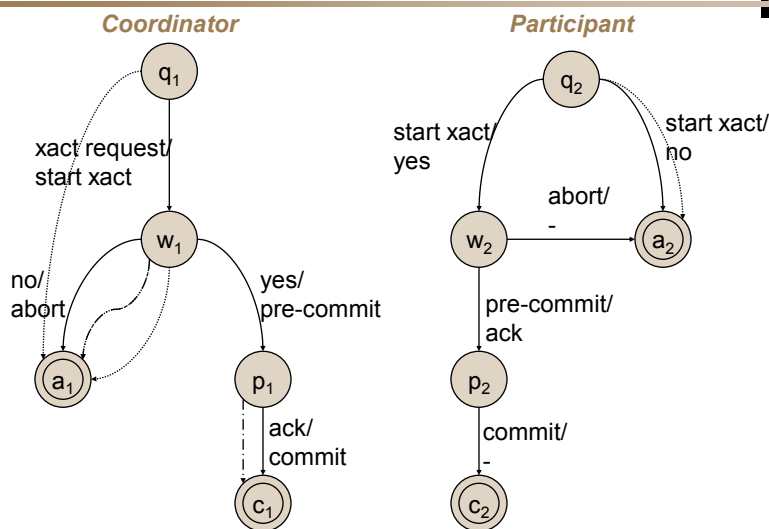 Coordinator
Participant
q1
q2
xact request/
start xact
start xact/
yes
start xact/
no
w1
w2
abort/
-
a2
no/
abort
yes/
pre-commit
pre-commit/
ack
a1
p1
p2
ack/
commit
commit/
-
c1
c2